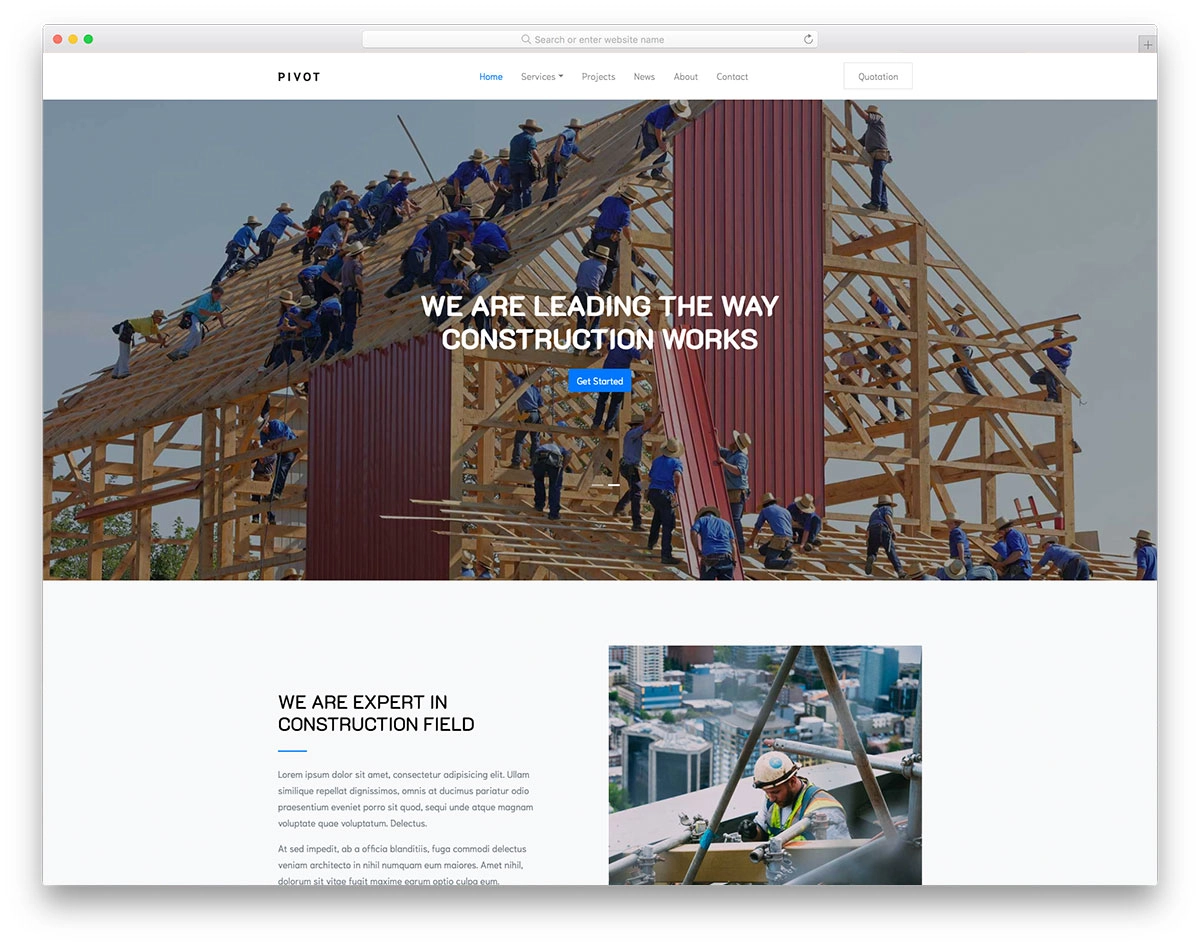 Search or enter website name
PIVOT
Home Services Projects News About Contact
Quotation
WE ARE LEADING THE WAY
CONSTRUCTION WORKS
Get Started
WE ARE EXPERT IN
CONSTRUCTION FIELD
Lorem ipsum dolor sit amet, consectetur adipisicing elit. Ullam
similique repellat dignissimos, omnis at ducimus pariatur odio
praesentium eveniet porro sit quod, sequi unde atque magnam
voluptate quae voluptatum. Delectus.
At sed impedit, ab a officia blanditiis, fuga commodi delectus
veniam architecto in nihil numquam eum maiores. Amet nihil,
dolorum sit vitae fugit maxime earum optio culpa eum.